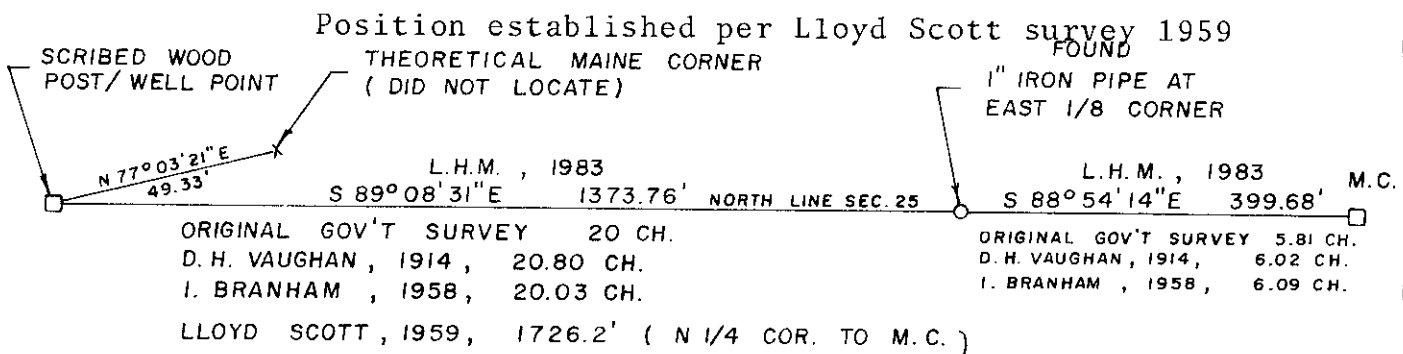 Position established per Lloyd Scott survey 1959
SCRIBED WOOD
POST/WELL POINT
THEORETICAL MAINE CORNER
( DID NOT LOCATE )
FOUND
1" IRON PIPE AT
EAST 1/8 CORNER
N 77° 03' 21" E
49.33'
L.H.M. , 1983
S 89° 08' 31" E 1373.76' NORTH LINE SEC. 25
L.H.M. , 1983
S 88° 54' 14" E 399.68'
M.C.
ORIGINAL GOV'T SURVEY 20 CH.
D. H. VAUGHAN , 1914 , 20.80 CH.
I. BRANHAM , 1958 , 20.03 CH.
LLOYD SCOTT , 1959 , 1726.2' ( N 1/4 COR. TO M.C. )
ORIGINAL GOV'T SURVEY 5.81 CH.
D. H. VAUGHAN , 1914 , 6.02 CH.
I. BRANHAM , 1958 , 6.09 CH.